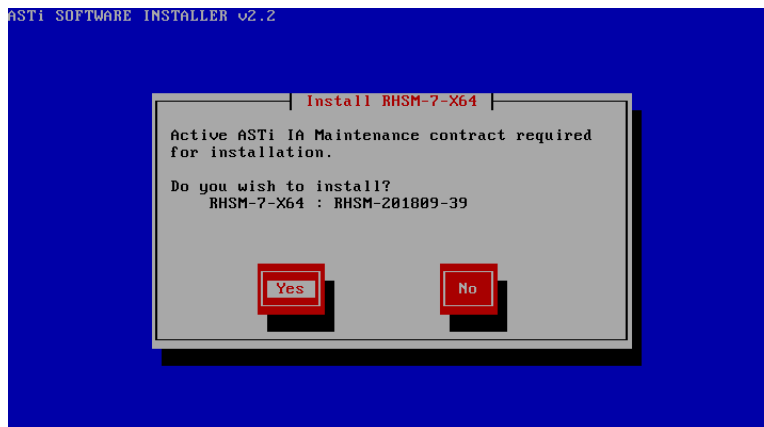 ASTi SOFTWARE INSTALLER v2.2
Install RHSM-7-X64
Active ASTi IA Maintenance contract required
for installation.
Do you wish to install?
RHSM-7-X64 : RHSM-201809-39
Yes No